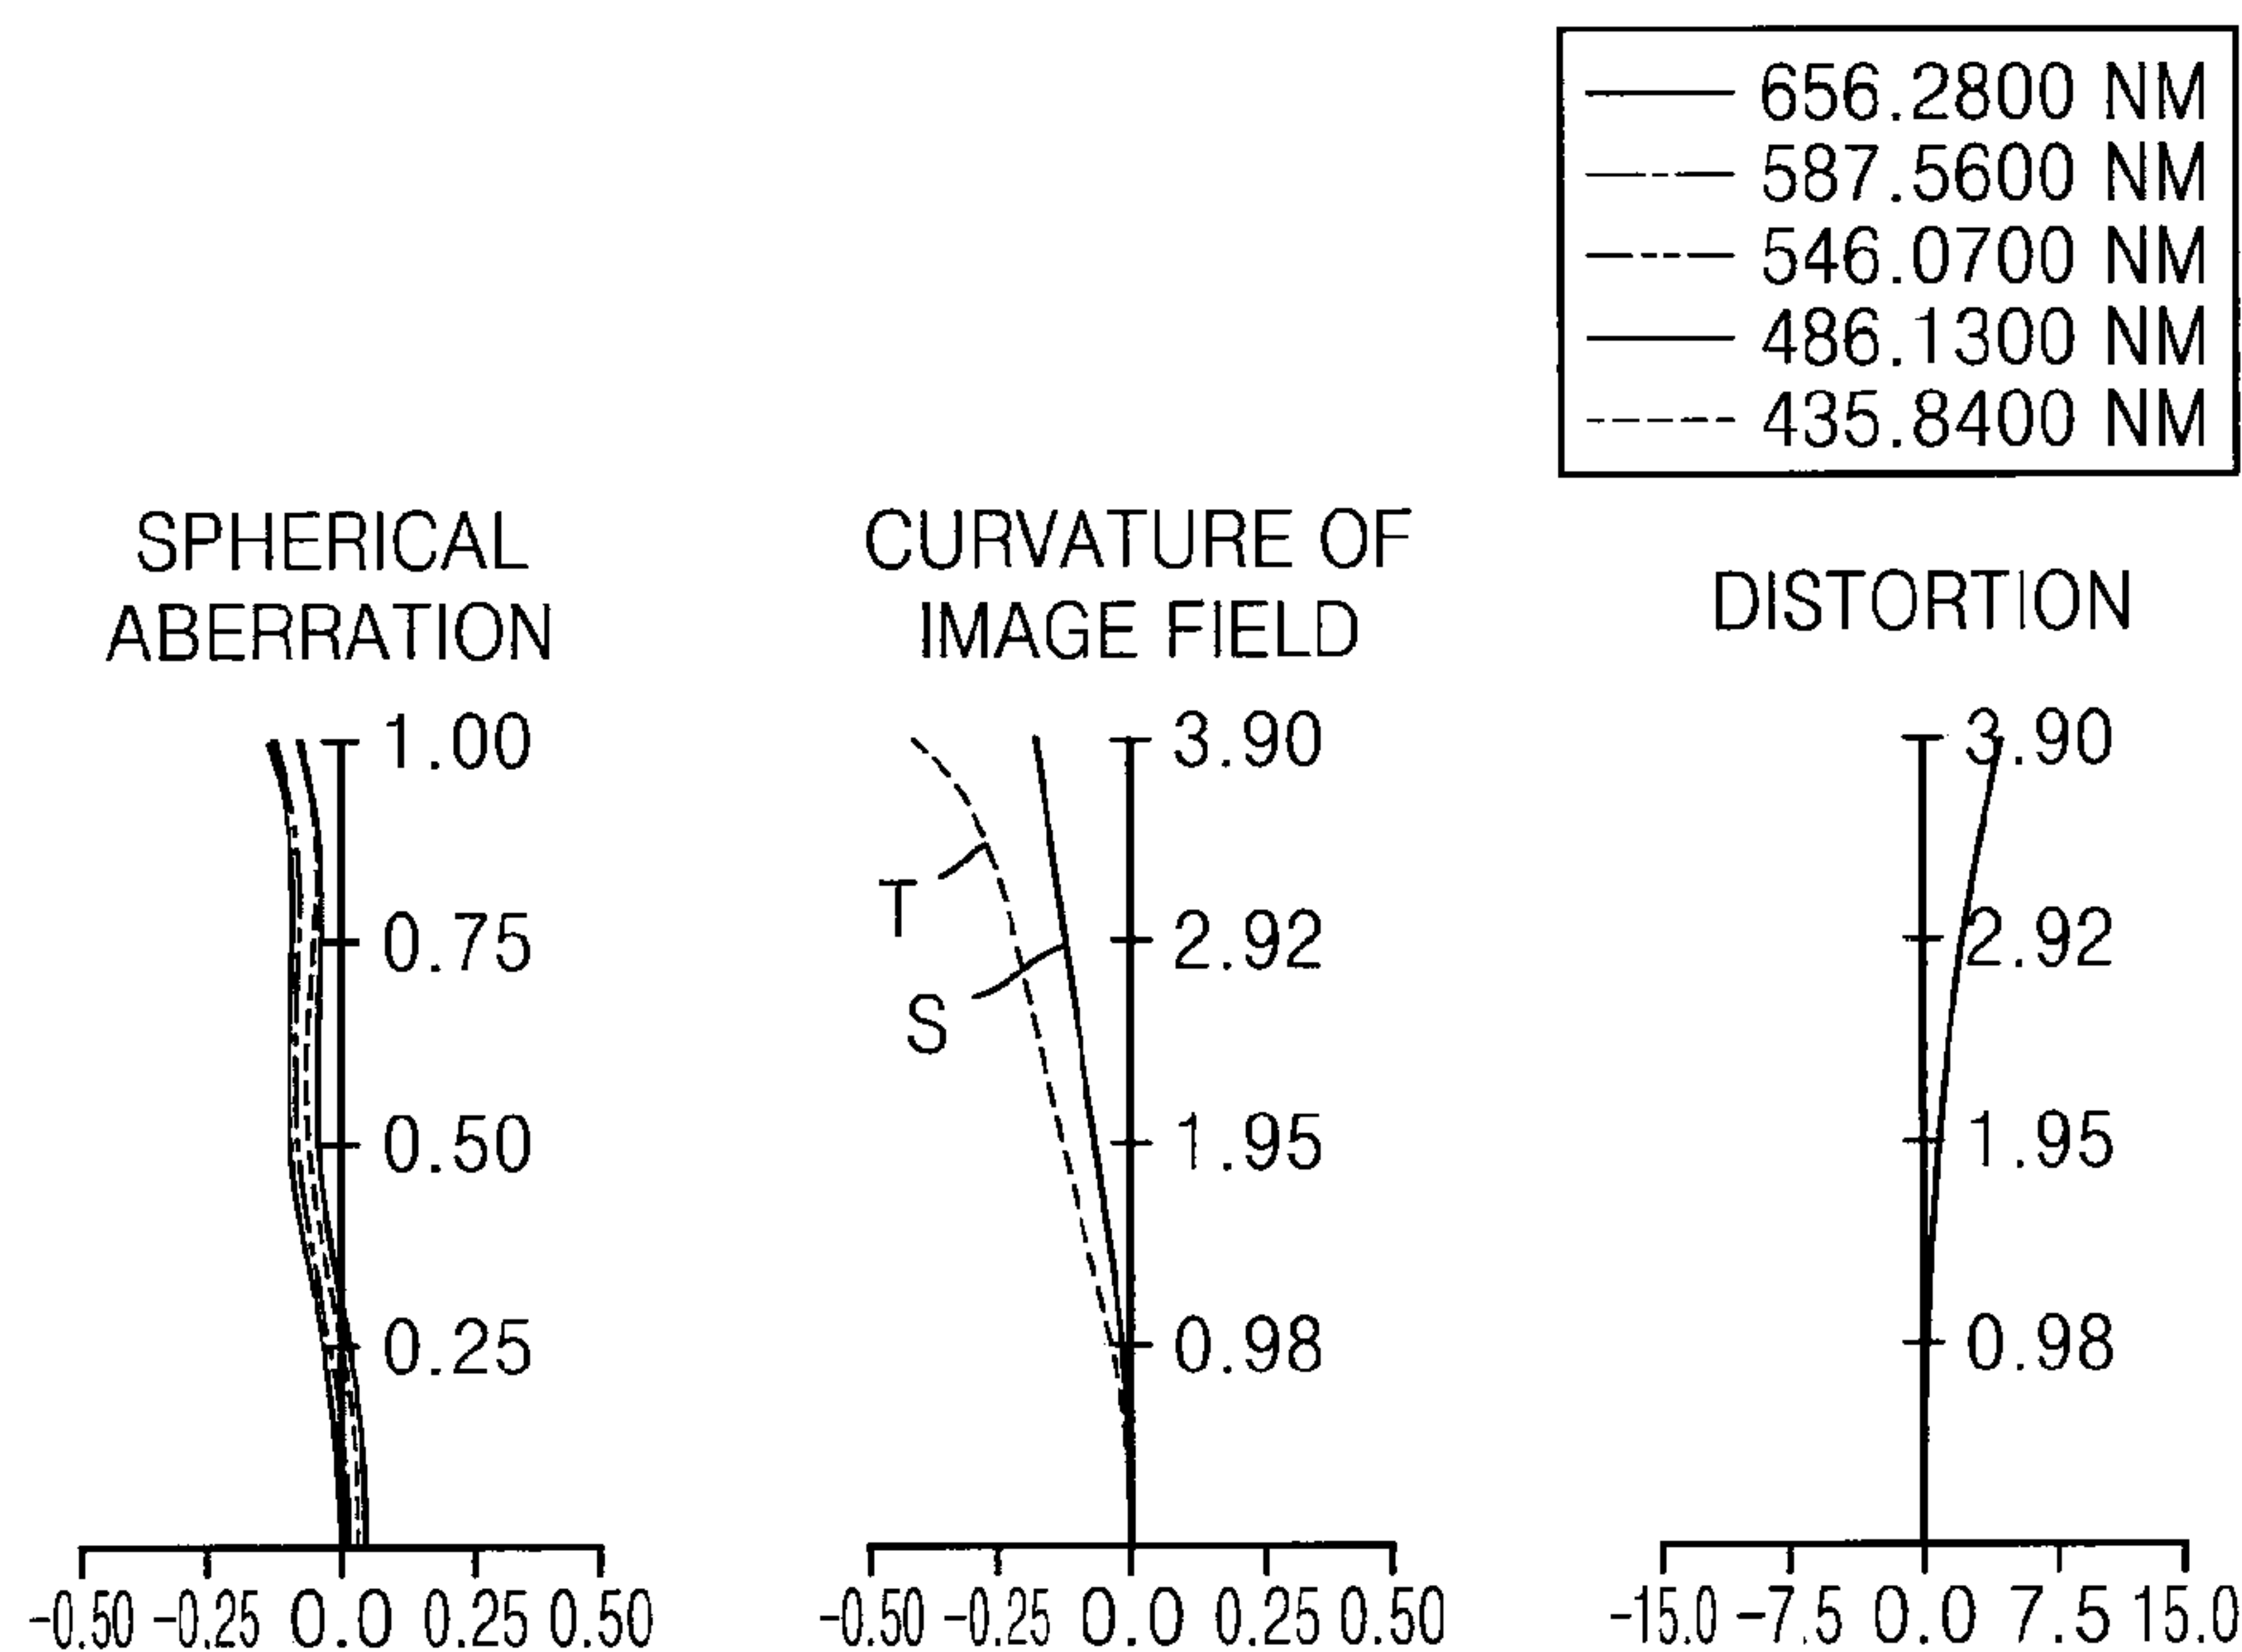 656.2800 NM
587.5600 NM
546.0700 NM
486.1300 NM
435.8400 NM
SPHERICAL
ABERRATION
1.00
0.75
0.50
0.25
-0.50 -0.25 0.0 0.25 0.50
CURVATURE OF
IMAGE FIELD
3.90
T
2.92
S
1.95
0.98
-0.50 -0.25 0.0 0.25 0.50
DISTORTION
3.90
2.92
1.95
0.98
-15.0 -7.5 0.0 7.5 15.0